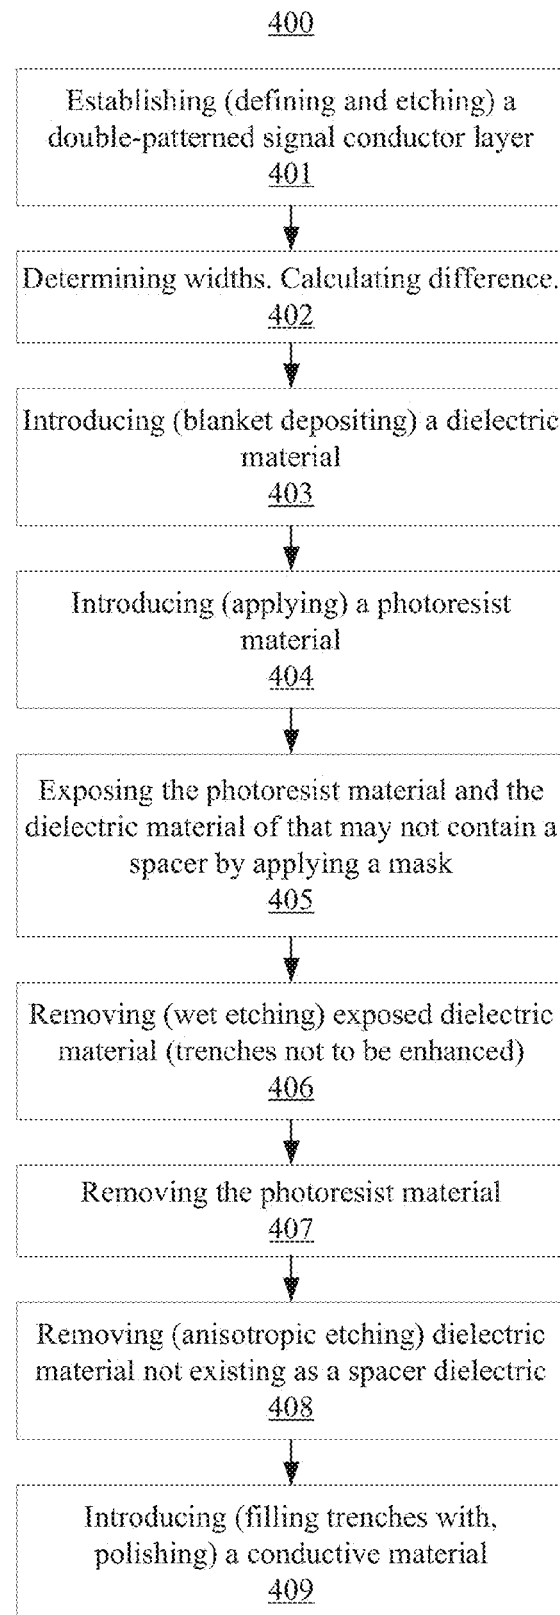 400
Establishing (defining and etching) a
double-patterned signal conductor layer
401
Determining widths. Calculating difference.
402
Introducing (blanket depositing) a dielectric
material
403
Introducing (applying) a photoresist
material
404
Exposing the photoresist material and the
dielectric material of that may not contain a
spacer by applying a mask
405
Removing (wet etching) exposed dielectric
material (trenches not to be enhanced)
406
Removing the photoresist material
407
Removing (anisotropic etching) dielectric
material not existing as a spacer dielectric
408
Introducing (filling trenches with,
polishing) a conductive material
409